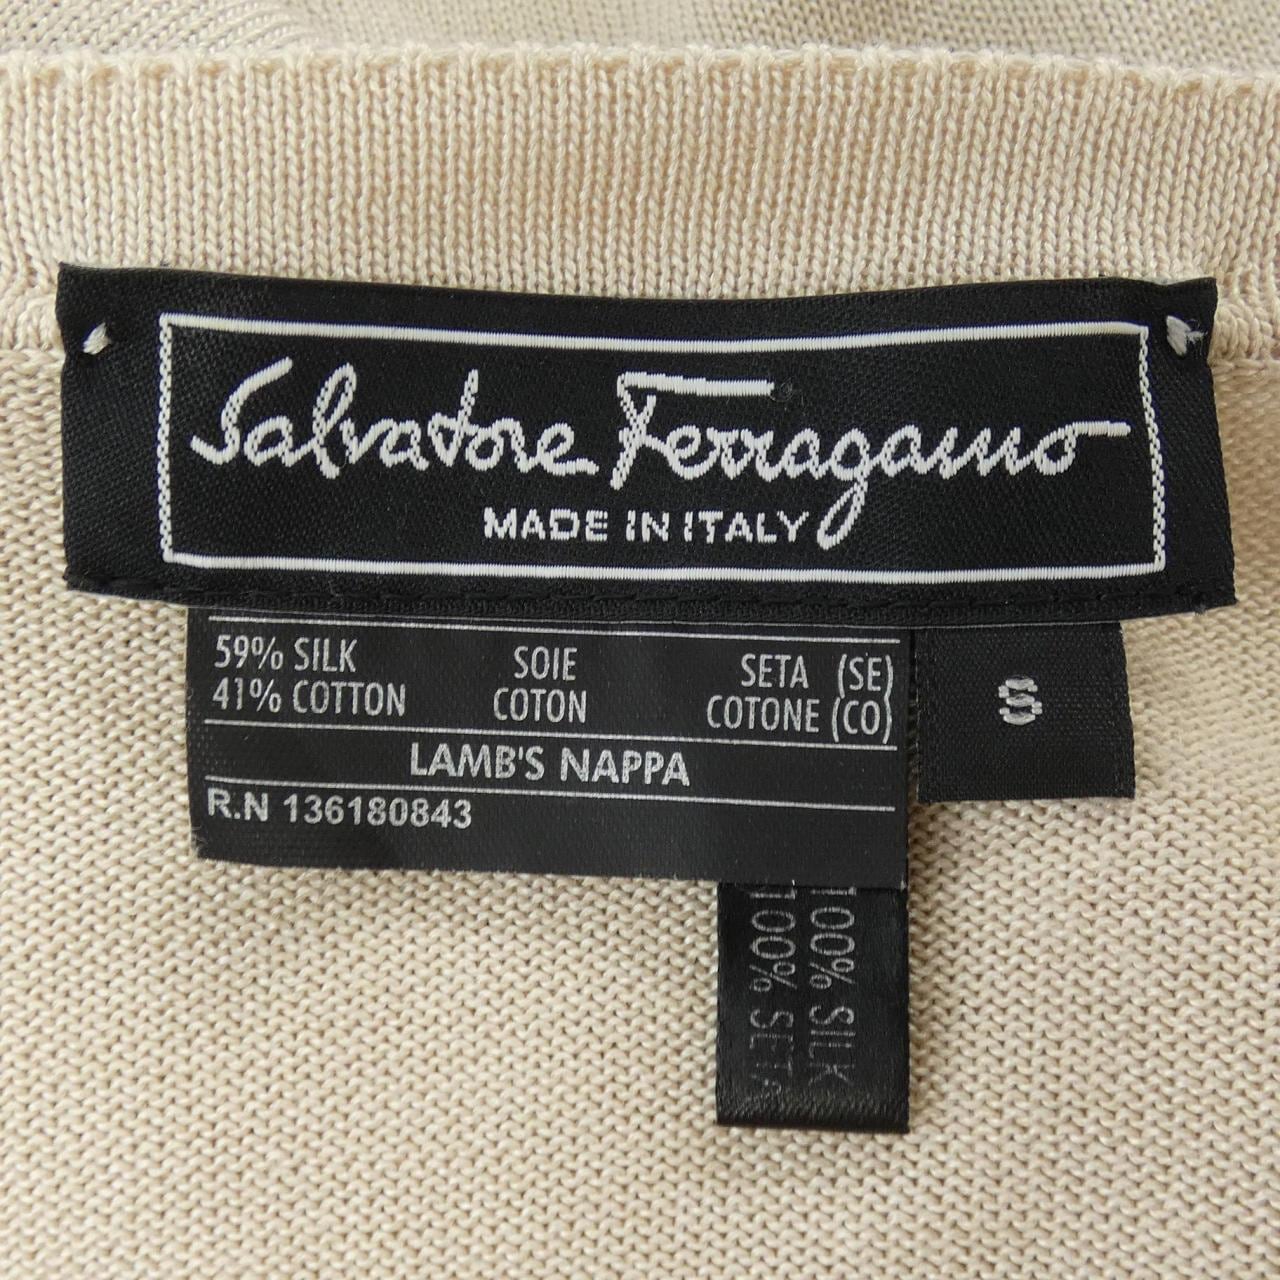 Salvatore Ferragamo
MADE IN ITALY
59% SILK SOIE SETA (SE)
41% COTTON COTON COTONE (CO)
LAMB'S NAPPA
R.N 136180843
S
100% SILK
100% SETA